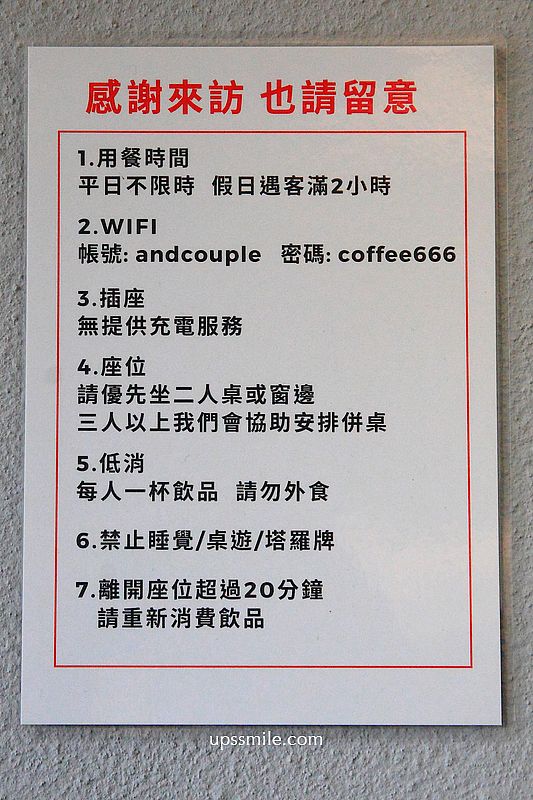 感謝來訪 也請留意
1.用餐時間
平日不限時 假日遇客滿2小時
2.WIFI
帳號: andcouple 密碼: coffee666
3.插座
無提供充電服務
4.座位
請優先坐二人桌或窗邊
三人以上我們會協助安排併桌
5.低消
每人一杯飲品 請勿外食
6.禁止睡覺/桌遊/塔羅牌
7.離開座位超過20分鐘
請重新消費飲品
upssmile.com